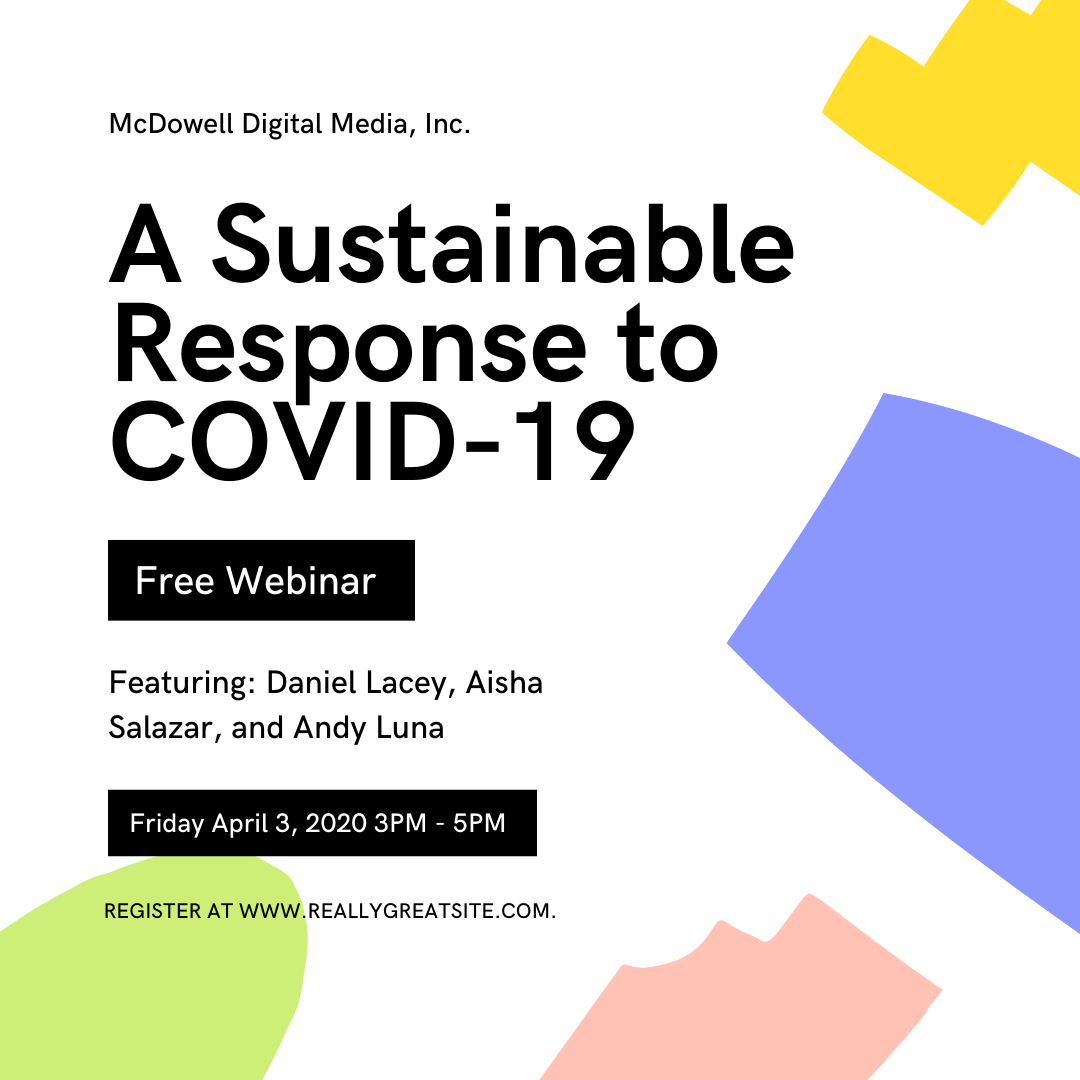 McDowell Digital Media, Inc.
A Sustainable
Response to
COVID-19
Free Webinar
Featuring: Daniel Lacey, Aisha
Salazar, and Andy Luna
Friday April 3, 2020 3PM - 5PM
REGISTER AT WWW.REALLYGREATSITE.COM.